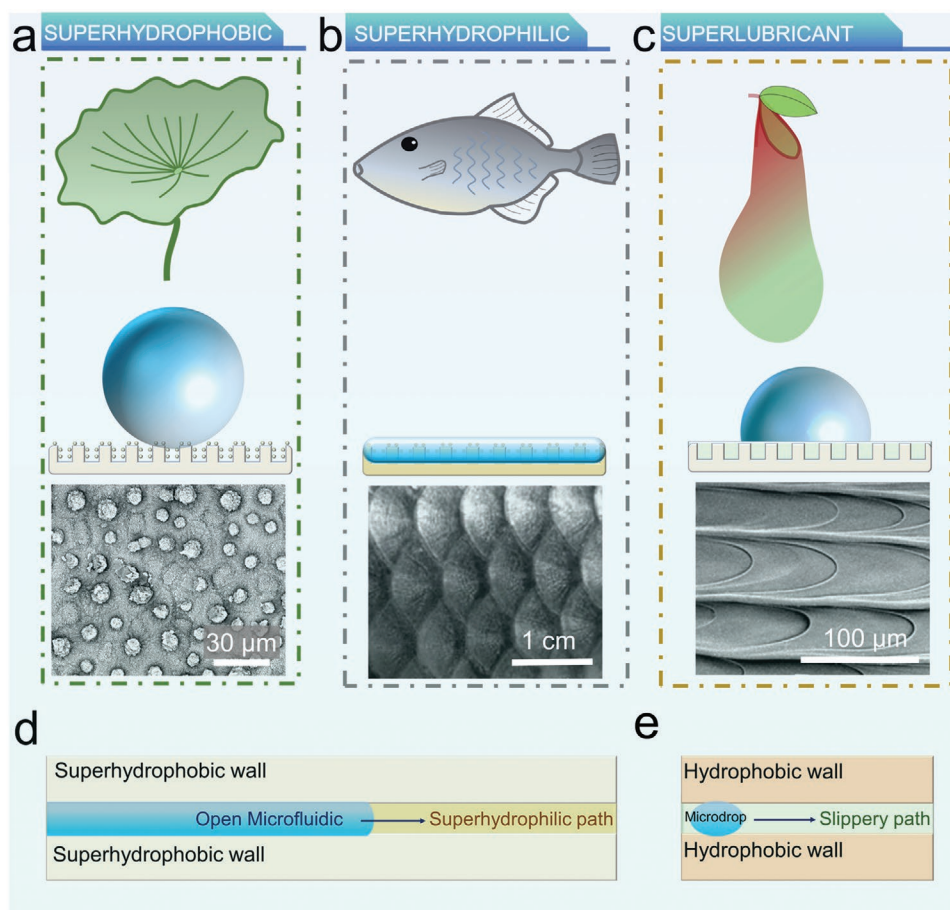 a
SUPERHYDROPHOBIC
b
SUPERHYDROPHILIC
c
SUPERLUBRICANT
30 µm
1 cm
100 µm
d
Superhydrophobic wall
Open Microfluidic
Superhydrophilic path
Superhydrophobic wall
e
Hydrophobic wall
Microdrop
Slippery path
Hydrophobic wall